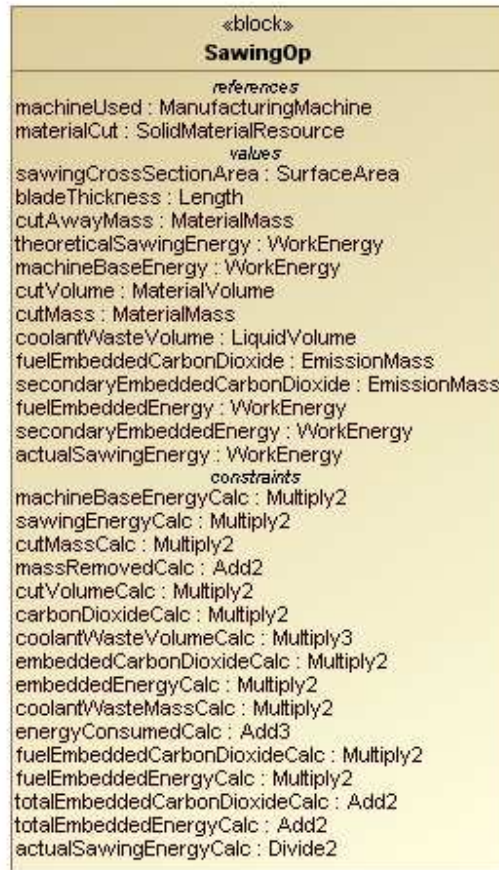 «block»
SawingOp
references
machineUsed : ManufacturingMachine
materialCut : SolidMaterialResource
values
sawingCrossSectionArea : SurfaceArea
bladeThickness : Length
cutAwayMass : MaterialMass
theoreticalSawingEnergy : WorkEnergy
machineBaseEnergy : WorkEnergy
cutVolume : MaterialVolume
cutMass : MaterialMass
coolantWasteVolume : LiquidVolume
fuelEmbeddedCarbonDioxide : EmissionMass
secondaryEmbeddedCarbonDioxide : EmissionMass
fuelEmbeddedEnergy : WorkEnergy
secondaryEmbeddedEnergy : WorkEnergy
actualSawingEnergy : WorkEnergy
constraints
machineBaseEnergyCalc : Multiply2
sawingEnergyCalc : Multiply2
cutMassCalc : Multiply2
massRemovedCalc : Add2
cutVolumeCalc : Multiply2
carbonDioxideCalc : Multiply2
coolantWasteVolumeCalc : Multiply3
embeddedCarbonDioxideCalc : Multiply2
embeddedEnergyCalc : Multiply2
coolantWasteMassCalc : Multiply2
energyConsumedCalc : Add3
fuelEmbeddedCarbonDioxideCalc : Multiply2
fuelEmbeddedEnergyCalc : Multiply2
totalEmbeddedCarbonDioxideCalc : Add2
totalEmbeddedEnergyCalc : Add2
actualSawingEnergyCalc : Divide2